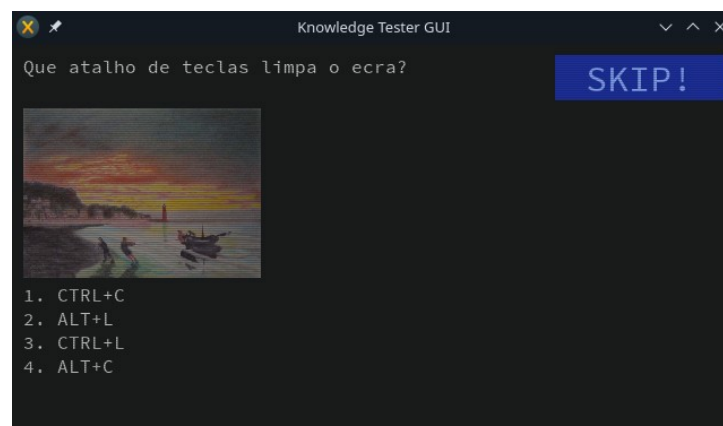 Knowledge Tester GUI
Que atalho de teclas limpa o ecra?
SKIP!
1. CTRL+C
2. ALT+L
3. CTRL+L
4. ALT+C